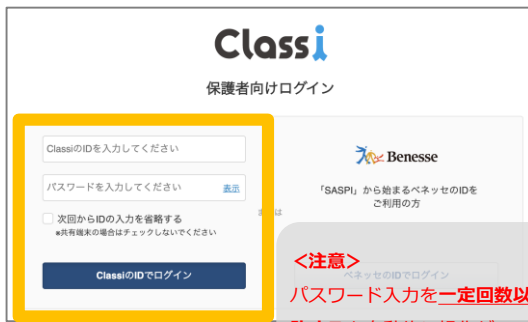 Classi
保護者向けログイン
ClassiのIDを入力してください
パスワードを入力してください 表示
次回からIDの入力を省略する
※共有端末の場合はチェックしないでください
ClassiのIDでログイン
または
Benesse
「SASPI」から始まるベネッセのIDを
ご利用の方
ベネッセのIDでログイン
<注意>
パスワード入力を一定回数以